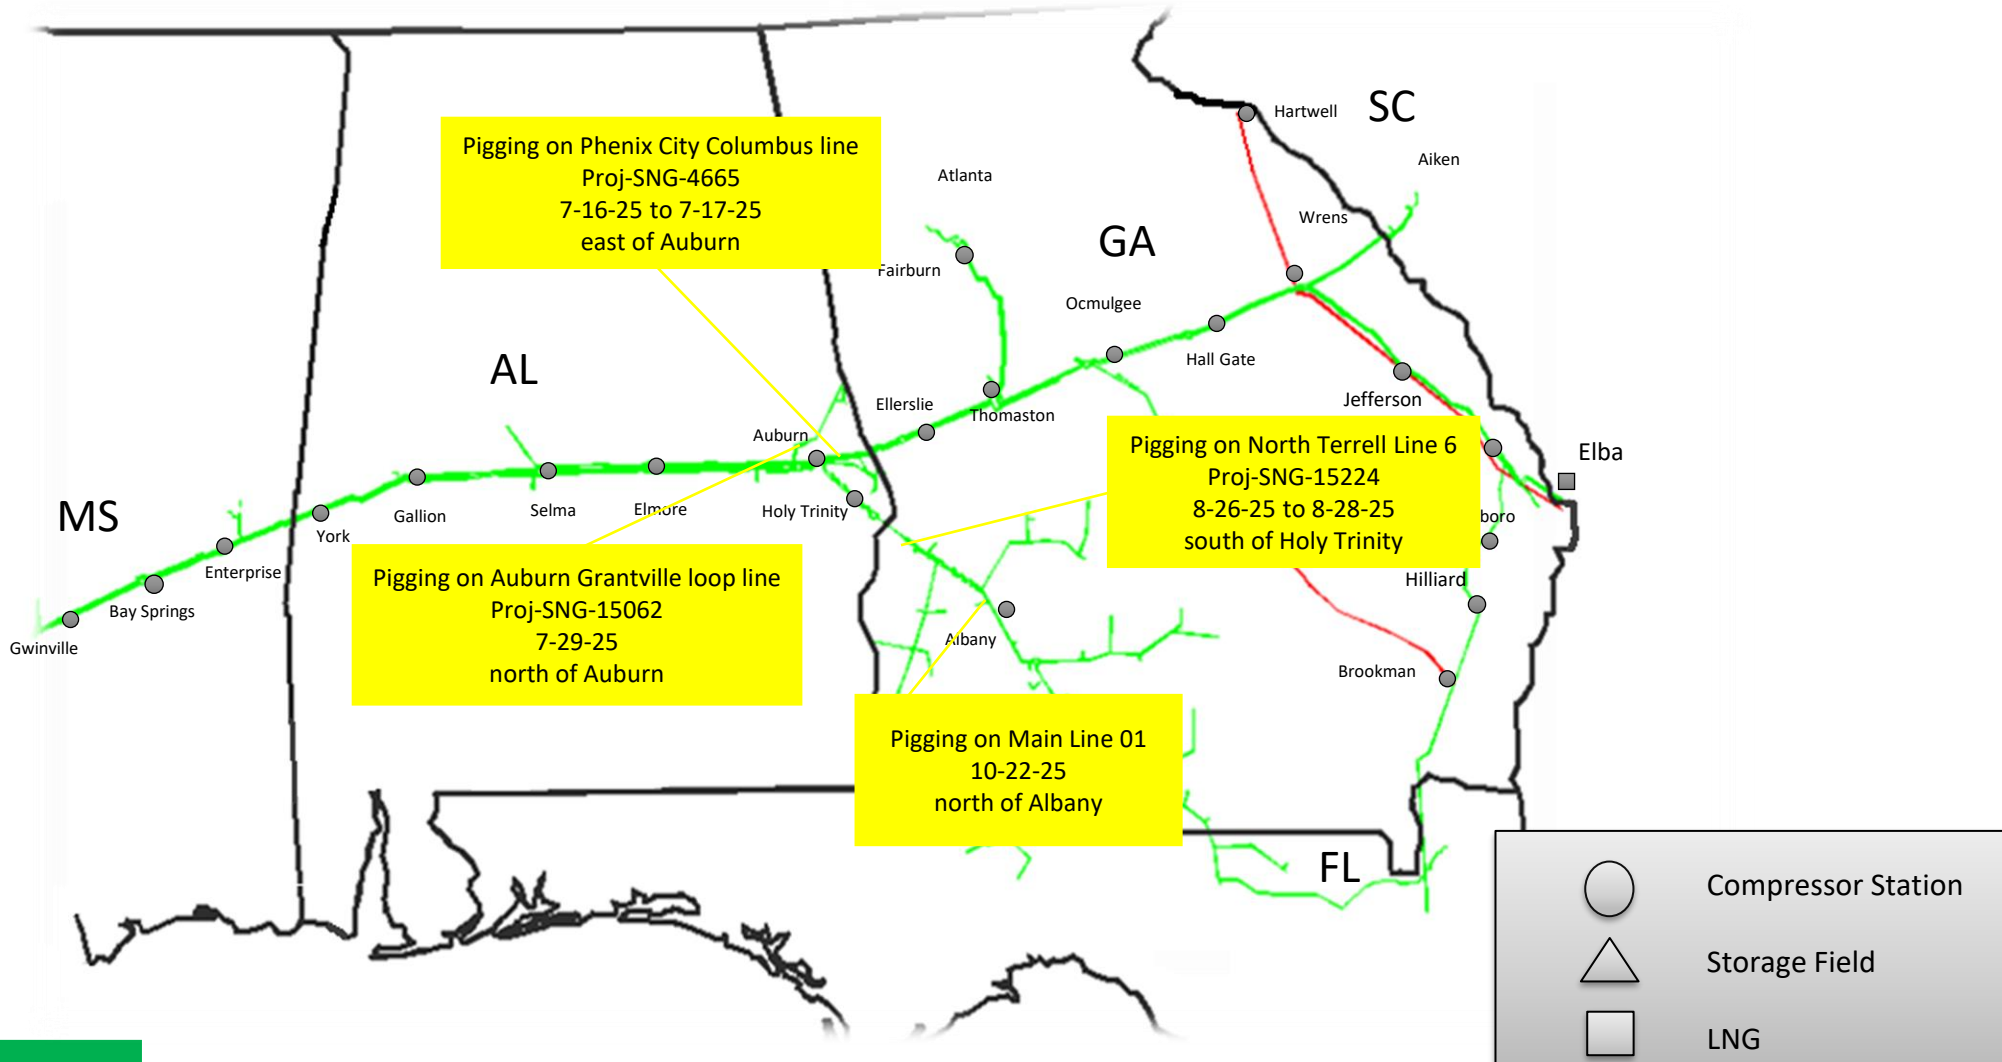 Hartwell
SC
Aiken
Pigging on Phenix City Columbus line
Proj-SNG-4665
7-16-25 to 7-17-25
east of Auburn
Atlanta
Wrens
GA
Fairburn
Ocmulgee
Hall Gate
AL
Jefferson
Ellerslie
Thomaston
Auburn
Pigging on North Terrell Line 6
Proj-SNG-15224
8-26-25 to 8-28-25
south of Holy Trinity
Elba
MS
Gallion
Selma
Elmore
Holy Trinity
boro
York
Enterprise
Pigging on Auburn Grantville loop line
Proj-SNG-15062
7-29-25
north of Auburn
Hilliard
Bay Springs
Gwinville
Albany
Brookman
Pigging on Main Line 01
10-22-25
north of Albany
FL
Compressor Station
Storage Field
LNG